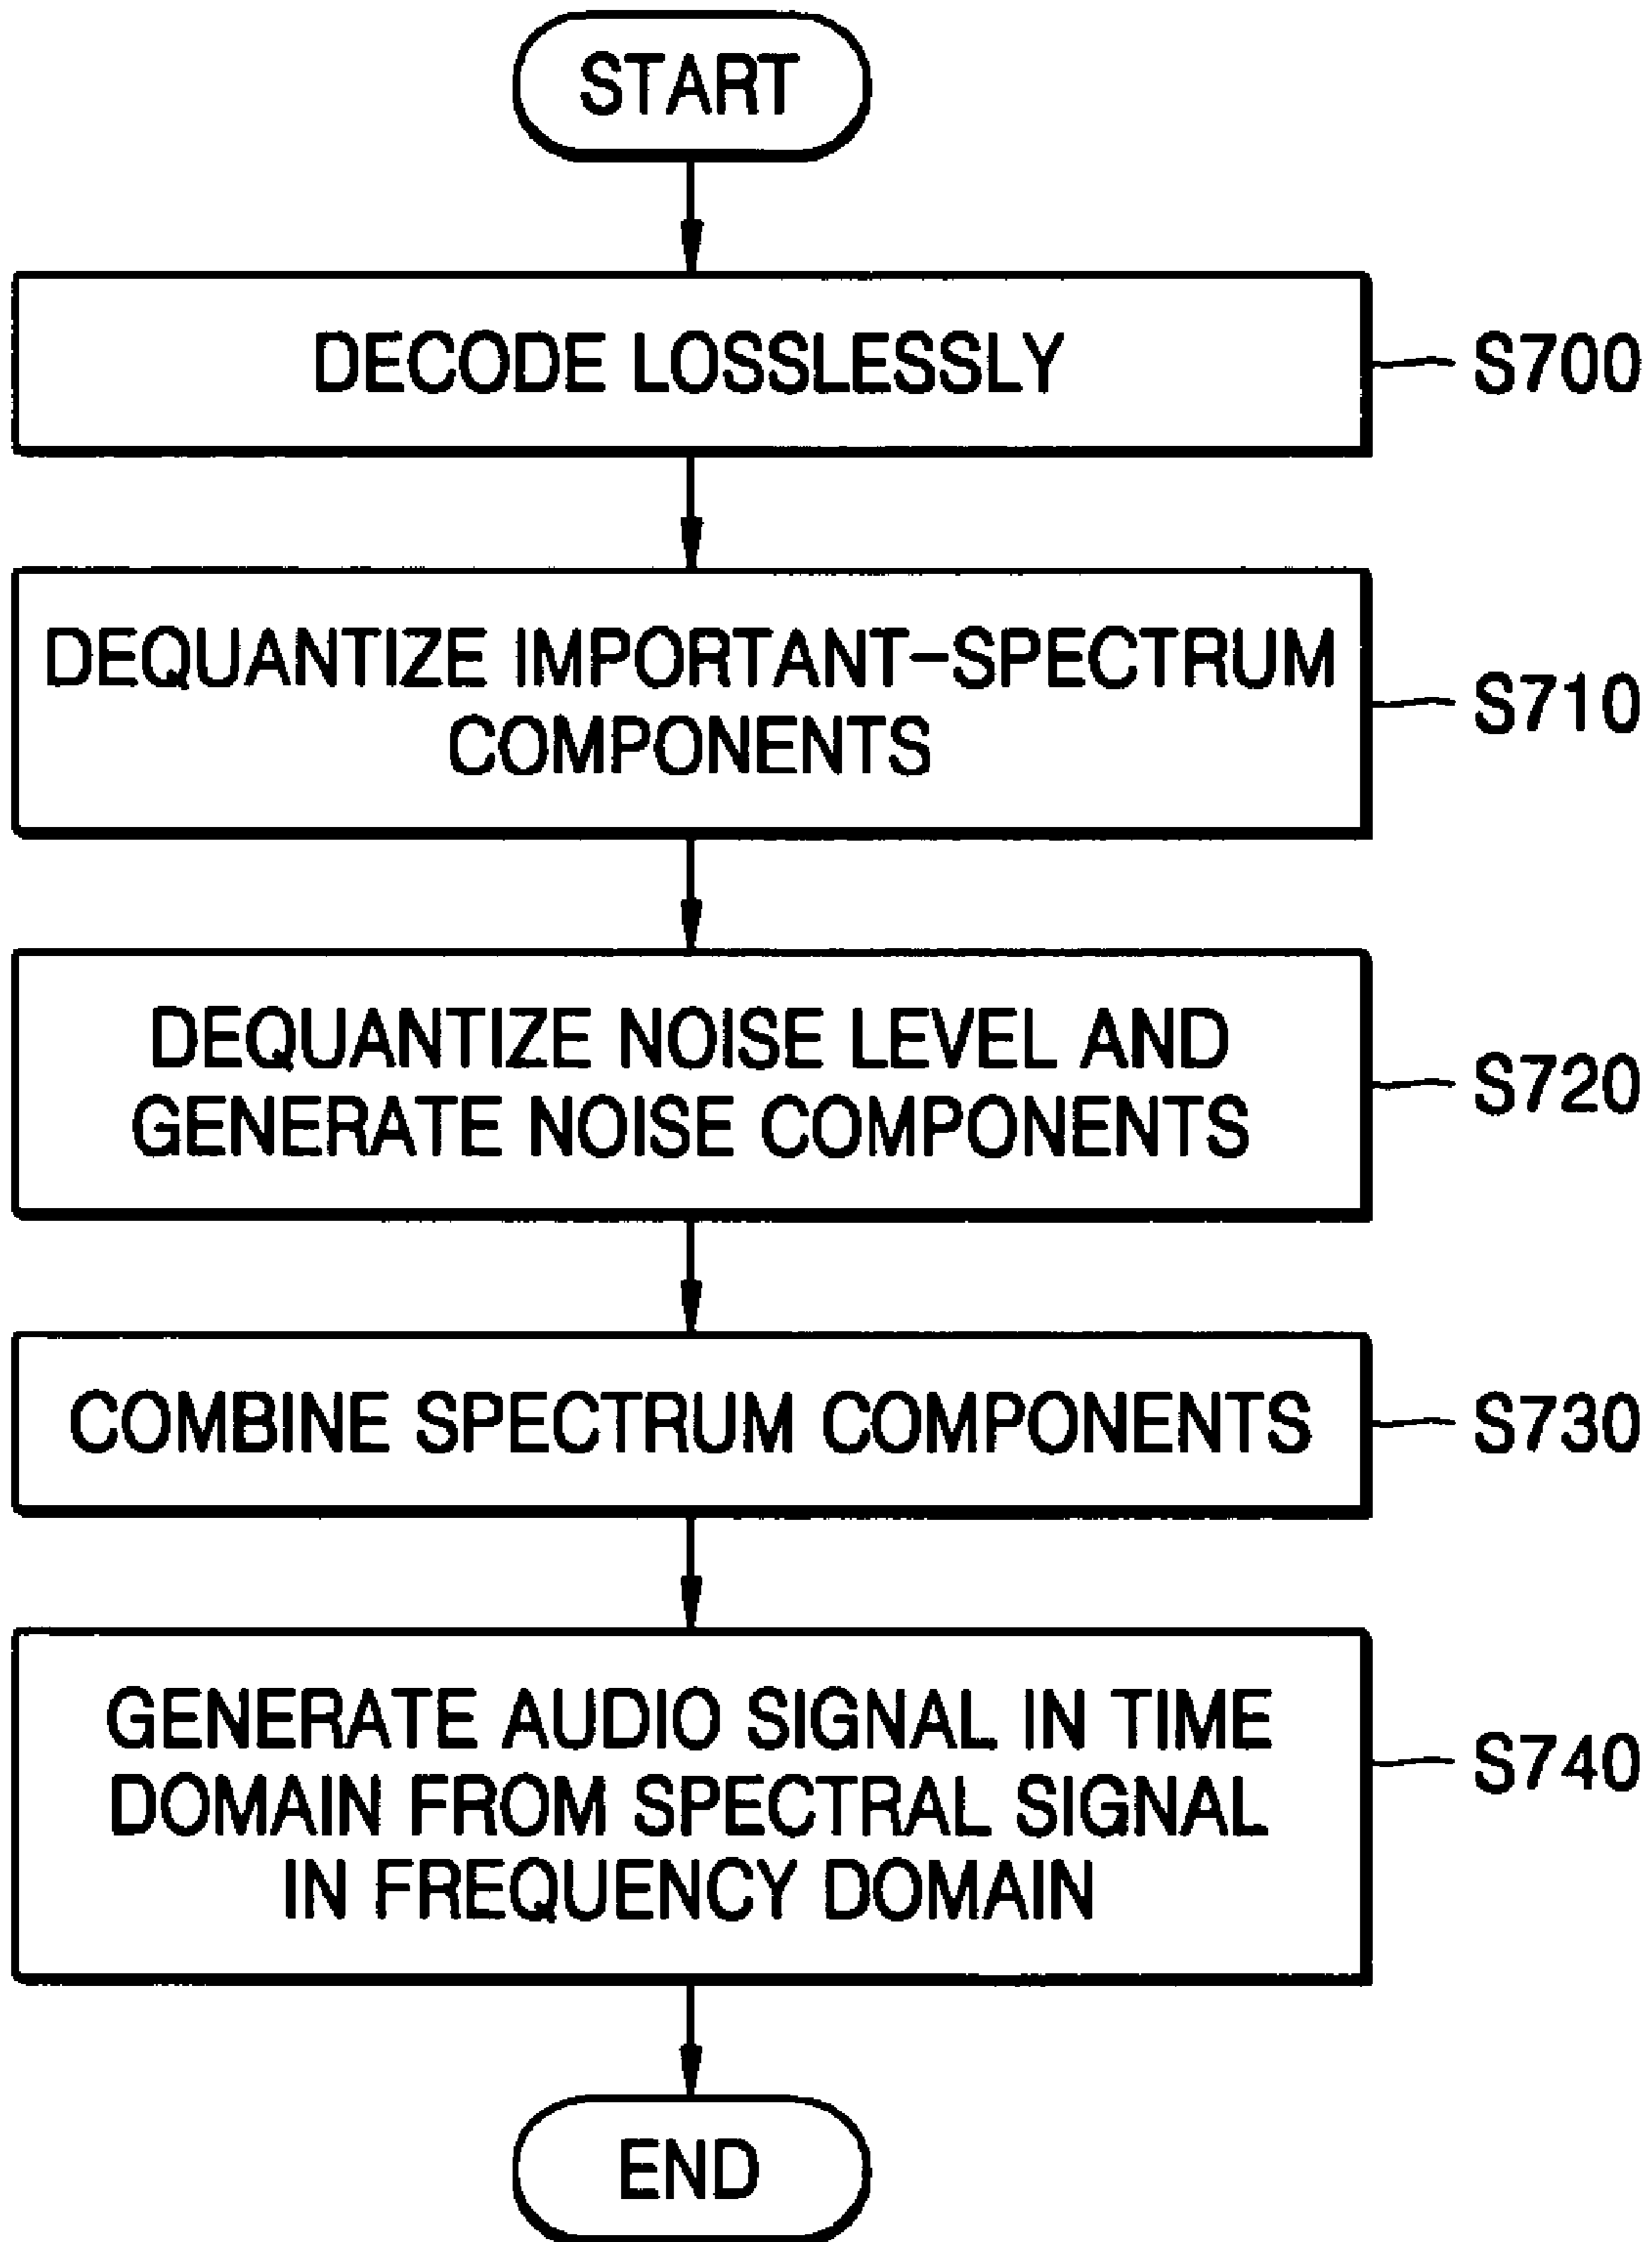 START
DECODE LOSSLESSLY
S700
DEQUANTIZE IMPORTANT-SPECTRUM
COMPONENTS
S710
DEQUANTIZE NOISE LEVEL AND
GENERATE NOISE COMPONENTS
S720
COMBINE SPECTRUM COMPONENTS
S730
GENERATE AUDIO SIGNAL IN TIME
DOMAIN FROM SPECTRAL SIGNAL
IN FREQUENCY DOMAIN
S740
END